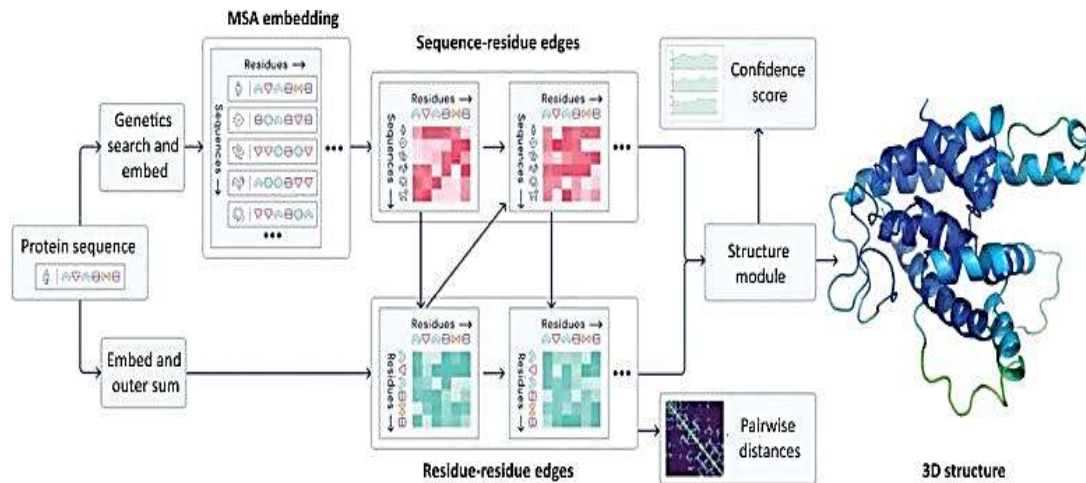 MSA embedding
Residues →
Sequences →
Genetics
search and
embed
Protein sequence
Embed and
outer sum
Sequence-residue edges
Residues →
Sequences →
Residues →
Sequences →
Residues →
Residues →
Residues →
Residues →
Residue-residue edges
Confidence
score
Structure
module
Pairwise
distances
3D structure